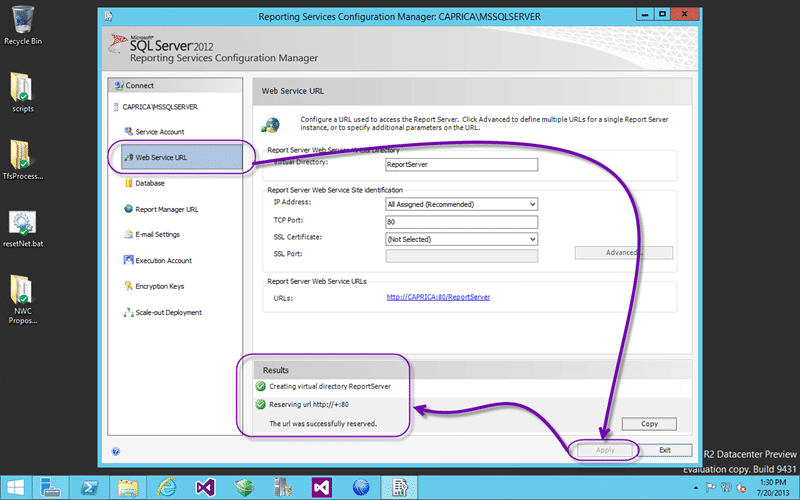 Reporting Services Configuration Manager: CAPRICA\MSSQLSERVER
Recycle Bin
scripts
TfsProcess...
resetNet.bat
NWC
Propos...
Microsoft
SQL Server 2012
Reporting Services Configuration Manager
Connect
CAPRICA\MSSQLSERVER
Service Account
Web Service URL
Database
Report Manager URL
E-mail Settings
Execution Account
Encryption Keys
Scale-out Deployment
Web Service URL
Configure a URL used to access the Report Server. Click Advanced to define multiple URLs for a single Report Server
instance, or to specify additional parameters on the URL.
Report Server Web Service Virtual Directory
Virtual Directory:
ReportServer
Report Server Web Service Site identification
IP Address:
All Assigned (Recommended)
TCP Port:
80
SSL Certificate:
(Not Selected)
SSL Port:
Advanced...
Report Server Web Service URLs
URLs:
http://CAPRICA:80/ReportServer
Results
Creating virtual directory ReportServer
Reserving url http://+:80
The url was successfully reserved.
Copy
Apply
Exit
R2 Datacenter Preview
Evaluation copy. Build 9431
1:30 PM
7/20/2013